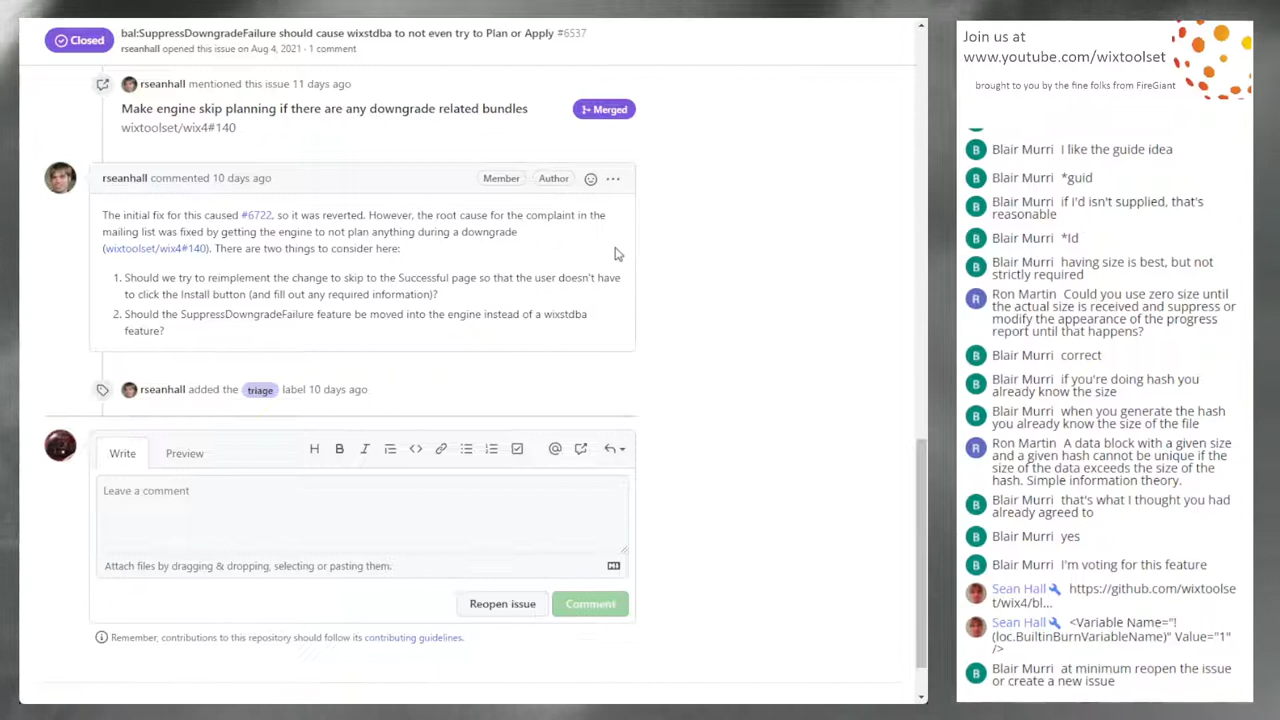 Closed
bal:SuppressDowngradeFailure should cause wixstdba to not even try to Plan or Apply #6537
rseanhall opened this issue on Aug 4, 2021 · 1 comment
rseanhall mentioned this issue 11 days ago
Make engine skip planning if there are any downgrade related bundles
Merged
wixtoolset/wix4#140
rseanhall commented 10 days ago
Member
Author
The initial fix for this caused #6722, so it was reverted. However, the root cause for the complaint in the
mailing list was fixed by getting the engine to not plan anything during a downgrade
(wixtoolset/wix4#140). There are two things to consider here:
1. Should we try to reimplement the change to skip to the Successful page so that the user doesn't have
to click the Install button (and fill out any required information)?
2. Should the SuppressDowngradeFailure feature be moved into the engine instead of a wixstdba
feature?
rseanhall added the triage label 10 days ago
Write
Preview
Leave a comment
Attach files by dragging & dropping, selecting or pasting them.
Reopen issue
Comment
Remember, contributions to this repository should follow its contributing guidelines.
Join us at
www.youtube.com/wixtoolset
brought to you by the fine folks from FireGiant
B Blair Murri I like the guide idea
B Blair Murri *guid
B Blair Murri if I'd isn't supplied, that's
reasonable
B Blair Murri *Id
B Blair Murri having size is best, but not
strictly required
R Ron Martin Could you use zero size until
the actual size is received and suppress or
modify the appearance of the progress
report until that happens?
B Blair Murri correct
B Blair Murri if you're doing hash you
already know the size
B Blair Murri when you generate the hash
you already know the size of the file
R Ron Martin A data block with a given size
and a given hash cannot be unique if the
size of the data exceeds the size of the
hash. Simple information theory.
B Blair Murri that's what I thought you had
already agreed to
B Blair Murri yes
B Blair Murri I'm voting for this feature
Sean Hall https://github.com/wixtoolse
t/wix4/bl...
Sean Hall <Variable Name="!
(loc.BuiltinBurnVariableName)" Value="1"
/>
B Blair Murri at minimum reopen the issue
or create a new issue